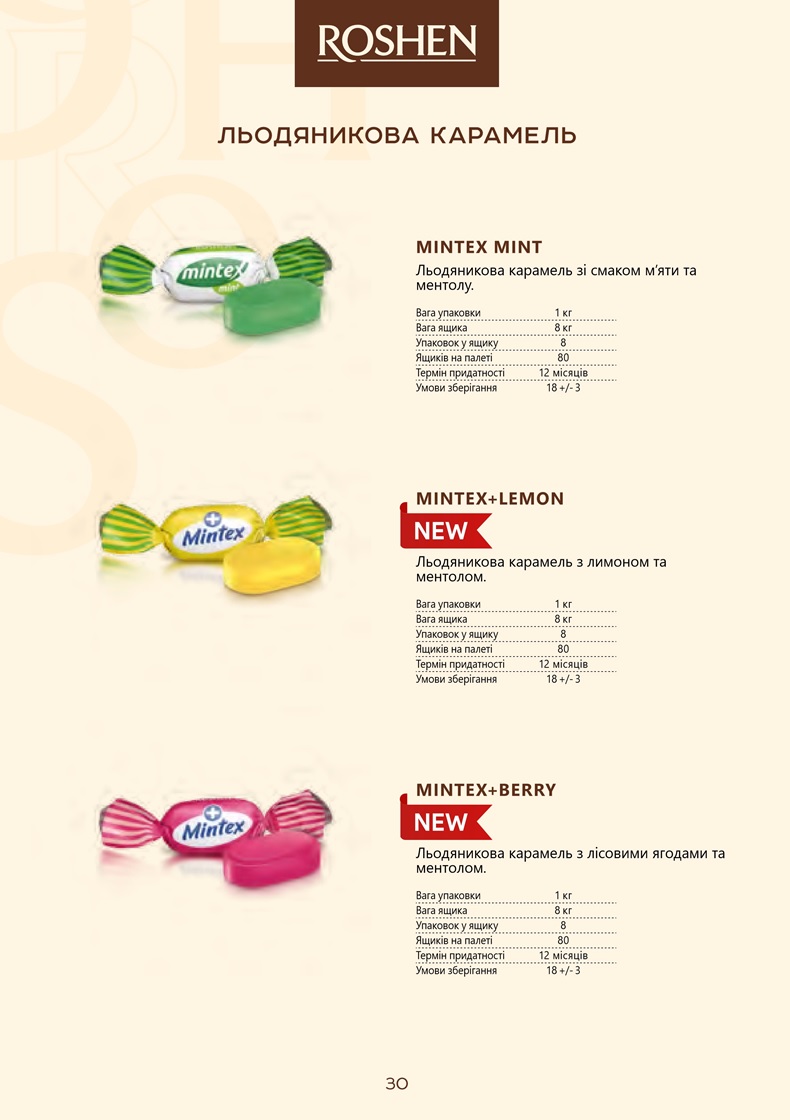 ROSHEN
ЛЬОДЯНИКОВА КАРАМЕЛЬ
MINTEX MINT
Льодяникова карамель зі смаком м’яти та
ментолу.
Вага упаковки 1 кг
Вага ящика 8 кг
Упаковок у ящику 8
Ящиків на палеті 80
Термін придатності 12 місяців
Умови зберігання 18 +/- 3
mintex
mint
MINTEX+LEMON
NEW
Льодяникова карамель з лимоном та
ментолом.
Вага упаковки 1 кг
Вага ящика 8 кг
Упаковок у ящику 8
Ящиків на палеті 80
Термін придатності 12 місяців
Умови зберігання 18 +/- 3
Mintex
MINTEX+BERRY
NEW
Льодяникова карамель з лісовими ягодами та
ментолом.
Вага упаковки 1 кг
Вага ящика 8 кг
Упаковок у ящику 8
Ящиків на палеті 80
Термін придатності 12 місяців
Умови зберігання 18 +/- 3
Mintex
30